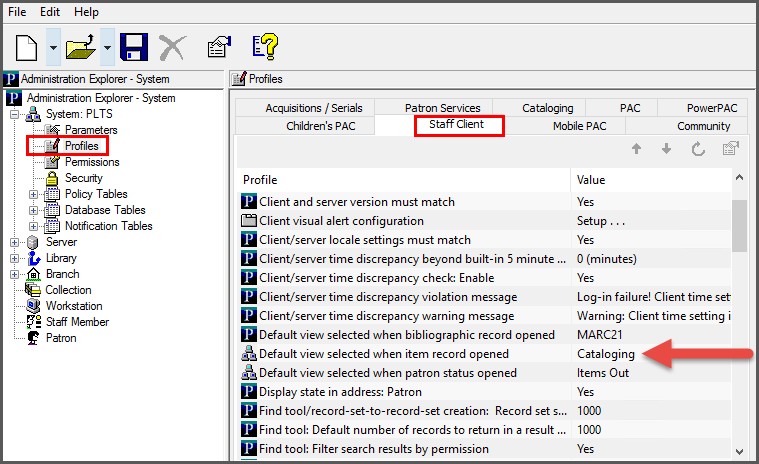 File Edit Help
Administration Explorer - System
Profiles
Administration Explorer - System
System: PLTS
Parameters
Profiles
Permissions
Security
Policy Tables
Database Tables
Notification Tables
Server
Library
Branch
Collection
Workstation
Staff Member
Patron
Acquisitions / Serials Patron Services Cataloging PAC PowerPAC
Children's PAC Staff Client Mobile PAC Community
Profile Value
Client and server version must match Yes
Client visual alert configuration Setup . . .
Client/server locale settings must match Yes
Client/server time discrepancy beyond built-in 5 minute ... 0 (minutes)
Client/server time discrepancy check: Enable Yes
Client/server time discrepancy violation message Log-in failure! Client time set
Client/server time discrepancy warning message Warning: Client time setting i
Default view selected when bibliographic record opened MARC21
Default view selected when item record opened Cataloging
Default view selected when patron status opened Items Out
Display state in address: Patron Yes
Find tool/record-set-to-record-set creation: Record set s... 1000
Find tool: Default number of records to return in a result ... 1000
Find tool: Filter search results by permission Yes